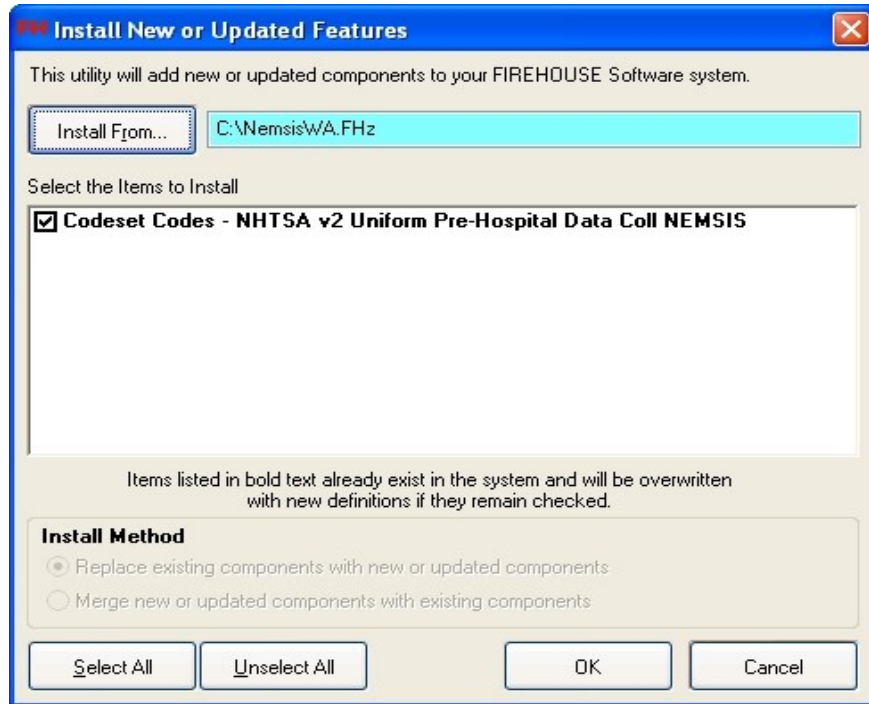 FH Install New or Updated Features
This utility will add new or updated components to your FIREHOUSE Software system.
Install From...
C:\NemsisWA.FHz
Select the Items to Install
Codeset Codes - NHTSA v2 Uniform Pre-Hospital Data Coll NEMSIS
Items listed in bold text already exist in the system and will be overwritten
with new definitions if they remain checked.
Install Method
Replace existing components with new or updated components
Merge new or updated components with existing components
Select All
Unselect All
OK
Cancel